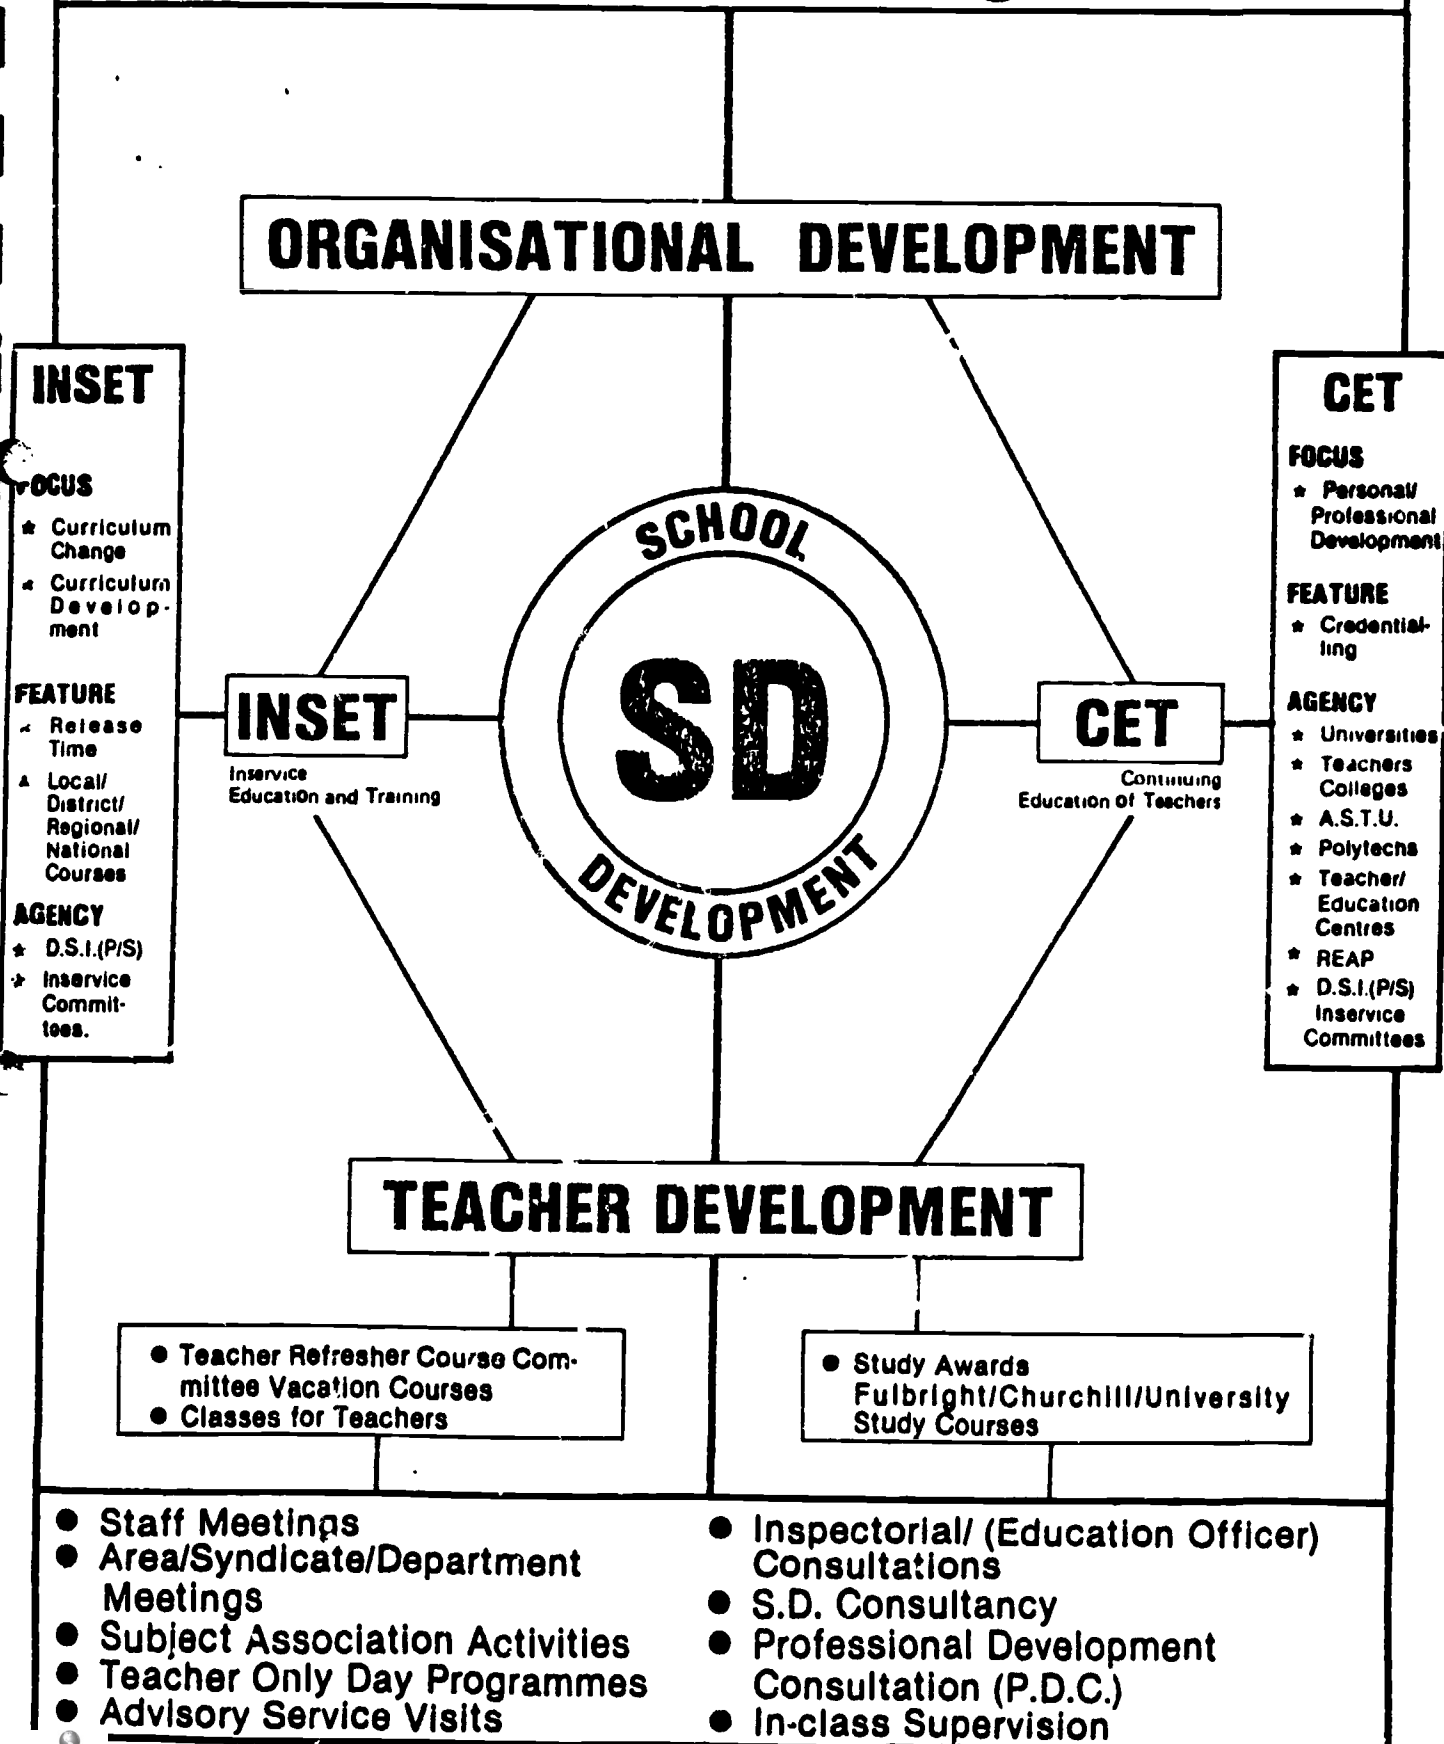 ORGANISATIONAL DEVELOPMENT
INSET
FOCUS
★ Curriculum
Change
★ Curriculum
Develop-
ment
FEATURE
★ Release
Time
★ Local/
District/
Regional/
National
Courses
AGENCY
★ D.S.I.(P/S)
★ Inservice
Commit-
tees.
INSET
Inservice
Education and Training
SCHOOL
SD
DEVELOPMENT
CET
Continuing
Education of Teachers
CET
FOCUS
★ Personal/
Professional
Development
FEATURE
★ Credential-
ling
AGENCY
★ Universities
★ Teachers
Colleges
★ A.S.T.U.
★ Polytechs
★ Teacher/
Education
Centres
★ REAP
★ D.S.I.(P/S)
Inservice
Committees
TEACHER DEVELOPMENT
● Teacher Refresher Course Com-
mittee Vacation Courses
● Classes for Teachers
● Study Awards
Fulbright/Churchill/University
Study Courses
● Staff Meetings
● Area/Syndicate/Department
Meetings
● Subject Association Activities
● Teacher Only Day Programmes
● Advisory Service Visits
● Inspectorial/ (Education Officer)
Consultations
● S.D. Consultancy
● Professional Development
Consultation (P.D.C.)
● In-class Supervision